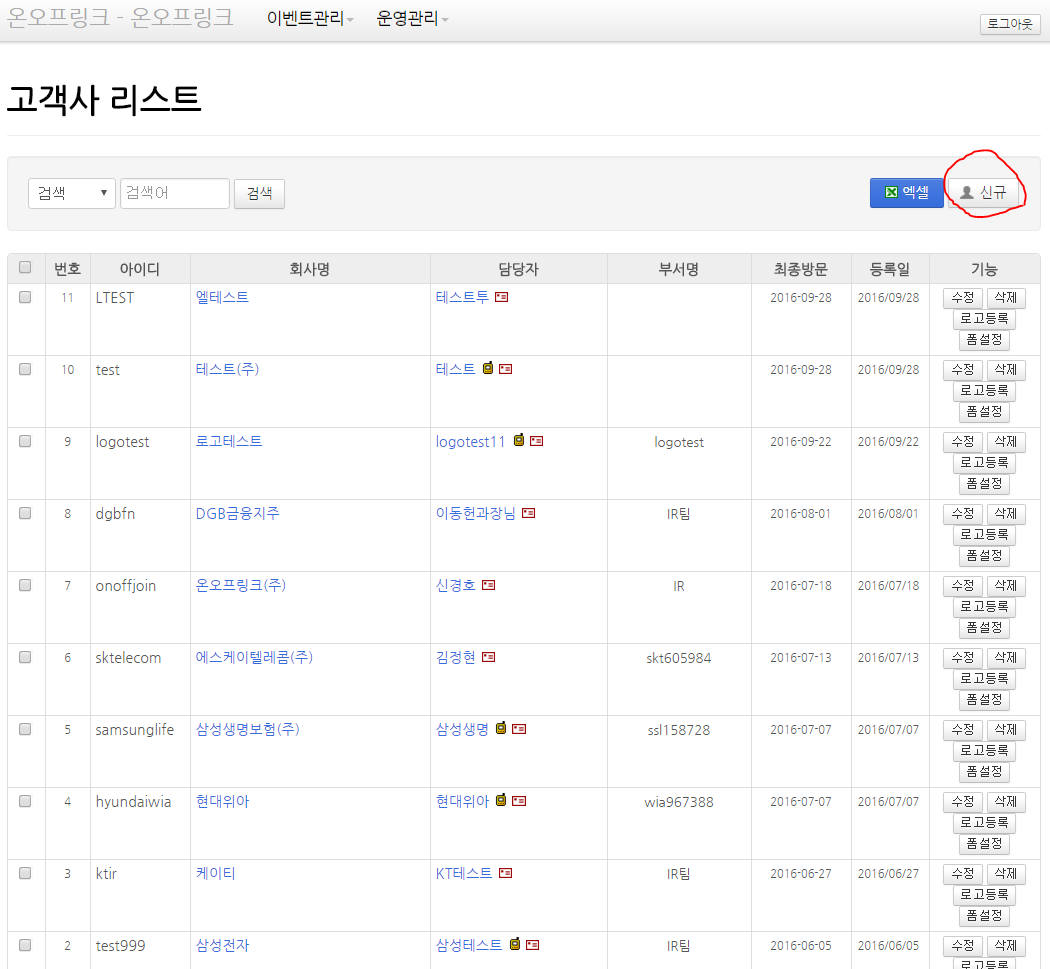 온오프링크 - 온오프링크 이벤트관리 운영관리
로그아웃
고객사 리스트
검색 검색어 검색 엑셀 신규
번호 아이디 회사명 담당자 부서명 최종방문 등록일 기능
11 LTEST 엘테스트 테스트투 2016-09-28 2016/09/28 수정 삭제
로고등록
폼설정
10 test 테스트(주) 테스트 2016-09-28 2016/09/28 수정 삭제
로고등록
폼설정
9 logotest 로고테스트 logotest11 logotest 2016-09-22 2016/09/22 수정 삭제
로고등록
폼설정
8 dgbfn DGB금융지주 이동헌과장님 IR팀 2016-08-01 2016/08/01 수정 삭제
로고등록
폼설정
7 onoffjoin 온오프링크(주) 신경호 IR 2016-07-18 2016/07/18 수정 삭제
로고등록
폼설정
6 sktelecom 에스케이텔레콤(주) 김정현 skt605984 2016-07-13 2016/07/13 수정 삭제
로고등록
폼설정
5 samsunglife 삼성생명보험(주) 삼성생명 ssl158728 2016-07-07 2016/07/07 수정 삭제
로고등록
폼설정
4 hyundaiwia 현대위아 현대위아 wia967388 2016-07-07 2016/07/07 수정 삭제
로고등록
폼설정
3 ktir 케이티 KT테스트 IR팀 2016-06-27 2016/06/27 수정 삭제
로고등록
폼설정
2 test999 삼성전자 삼성테스트 IR팀 2016-06-05 2016/06/05 수정 삭제
로고등록